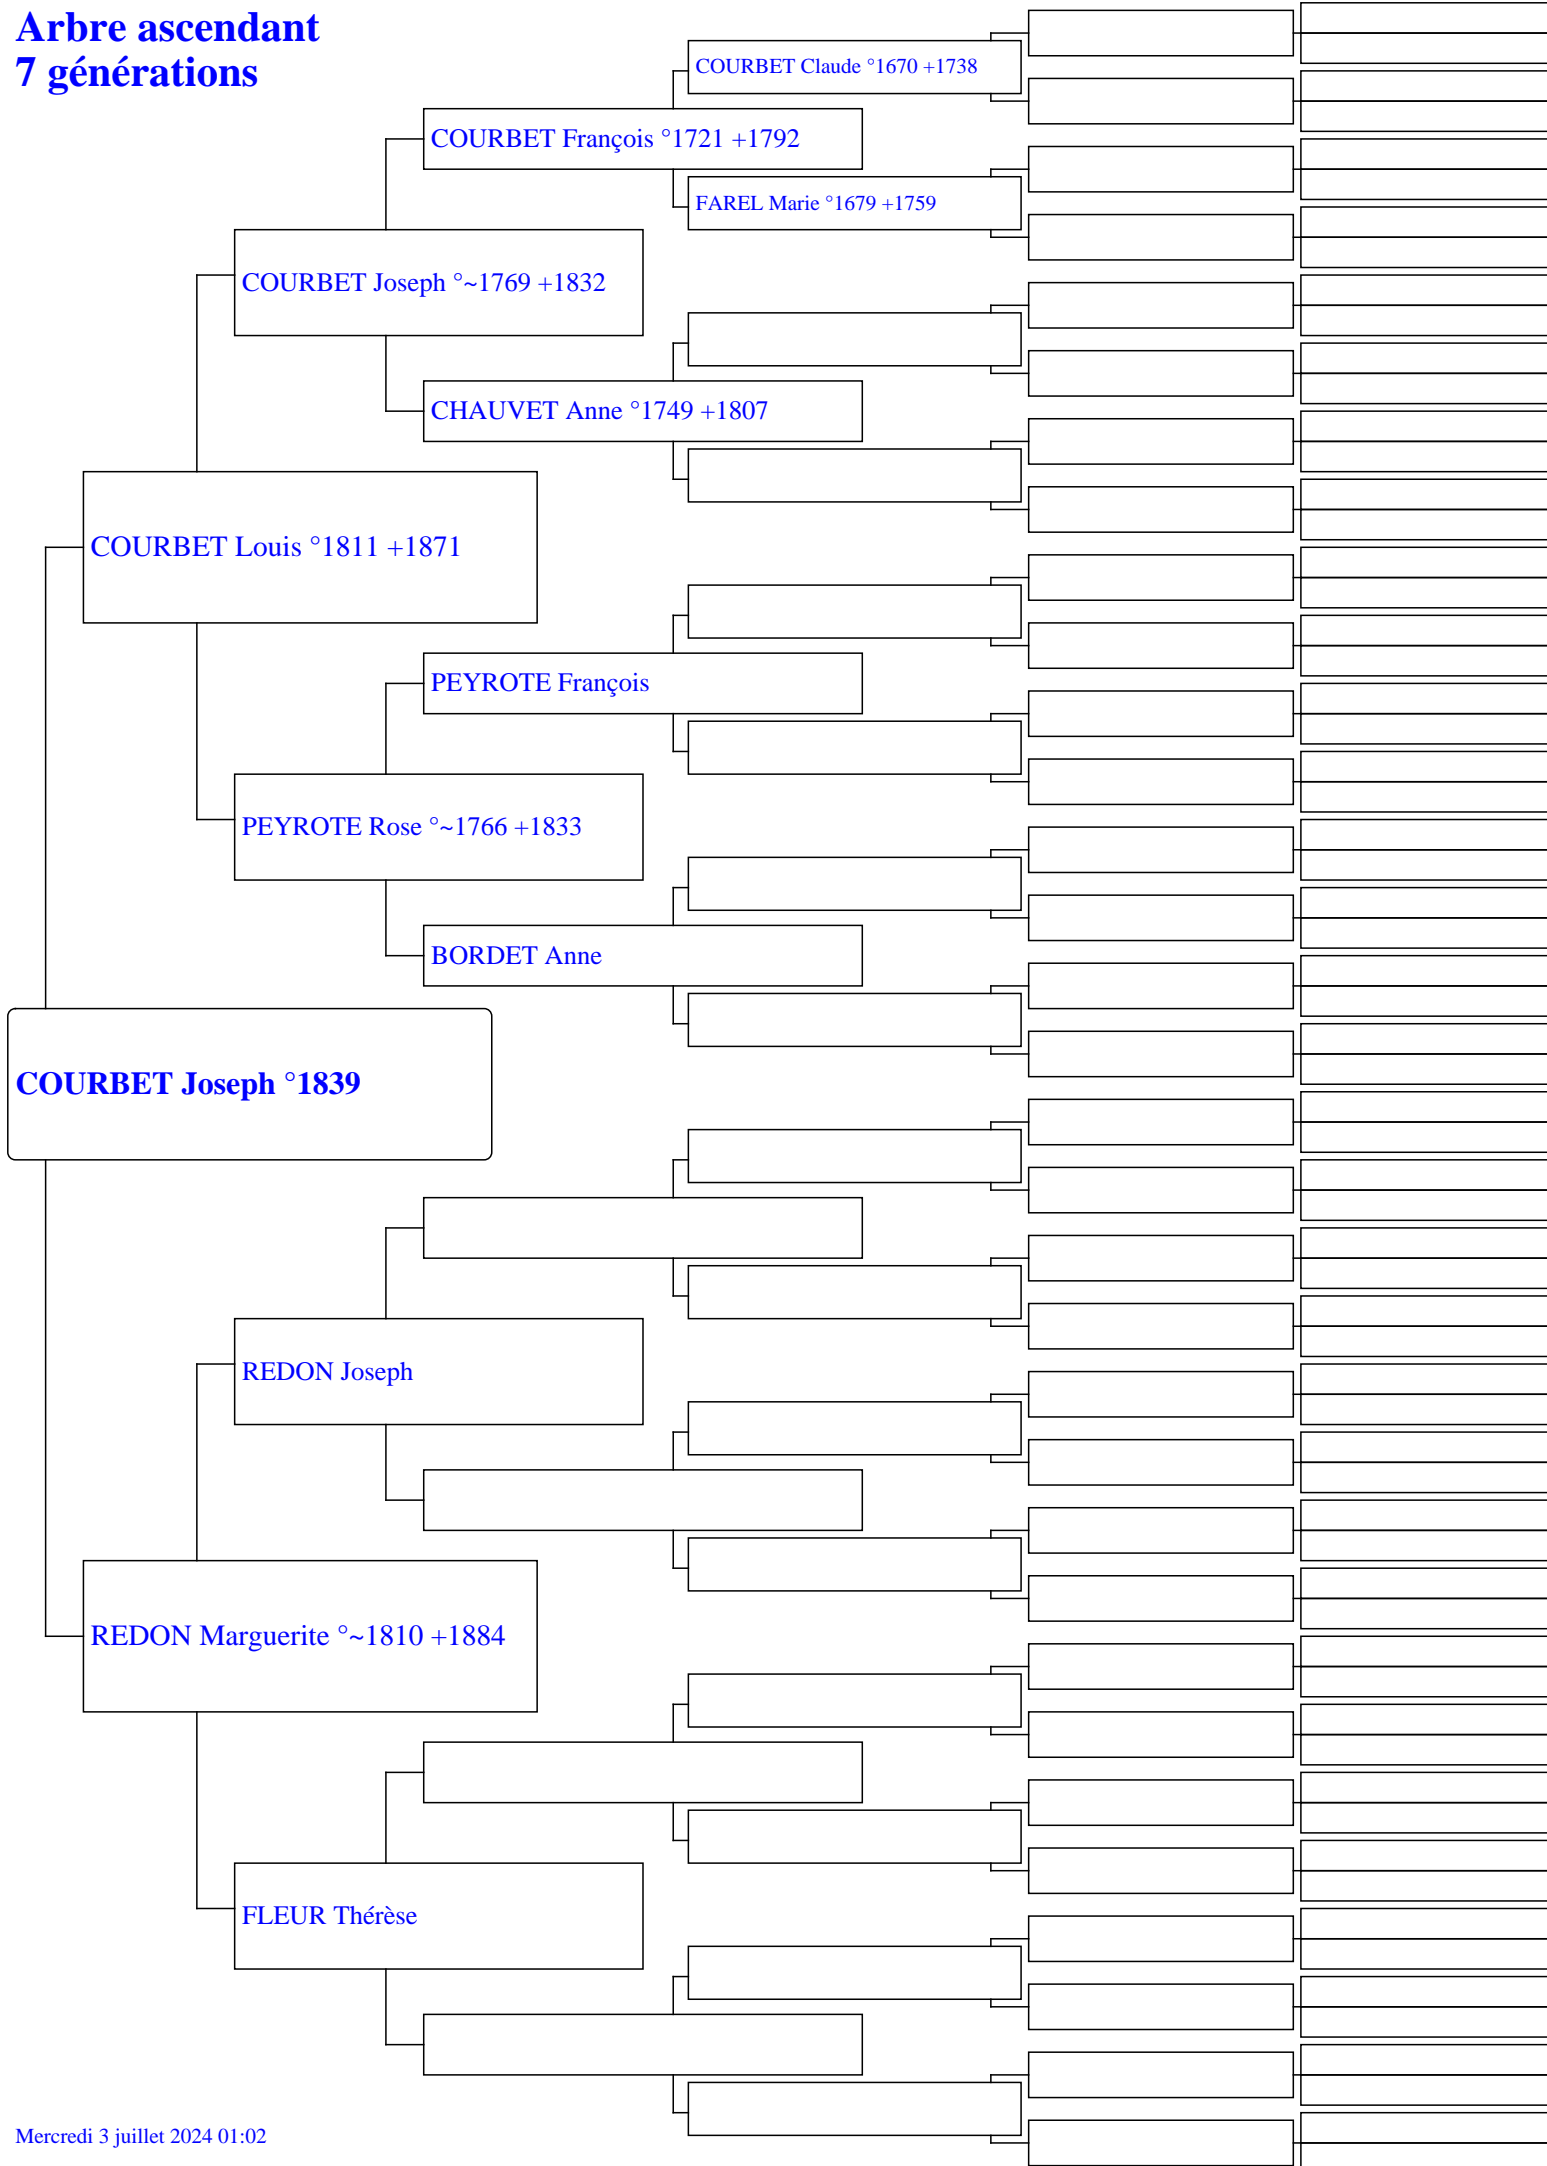 Arbre ascendant
7 générations
COURBET Claude °1670 +1738
COURBET François °1721 +1792
FAREL Marie °1679 +1759
COURBET Joseph °~1769 +1832
CHAUVET Anne °1749 +1807
COURBET Louis °1811 +1871
PEYROTE François
PEYROTE Rose °~1766 +1833
BORDET Anne
COURBET Joseph °1839
REDON Joseph
REDON Marguerite °~1810 +1884
FLEUR Thérèse
Mercredi 3 juillet 2024 01:02